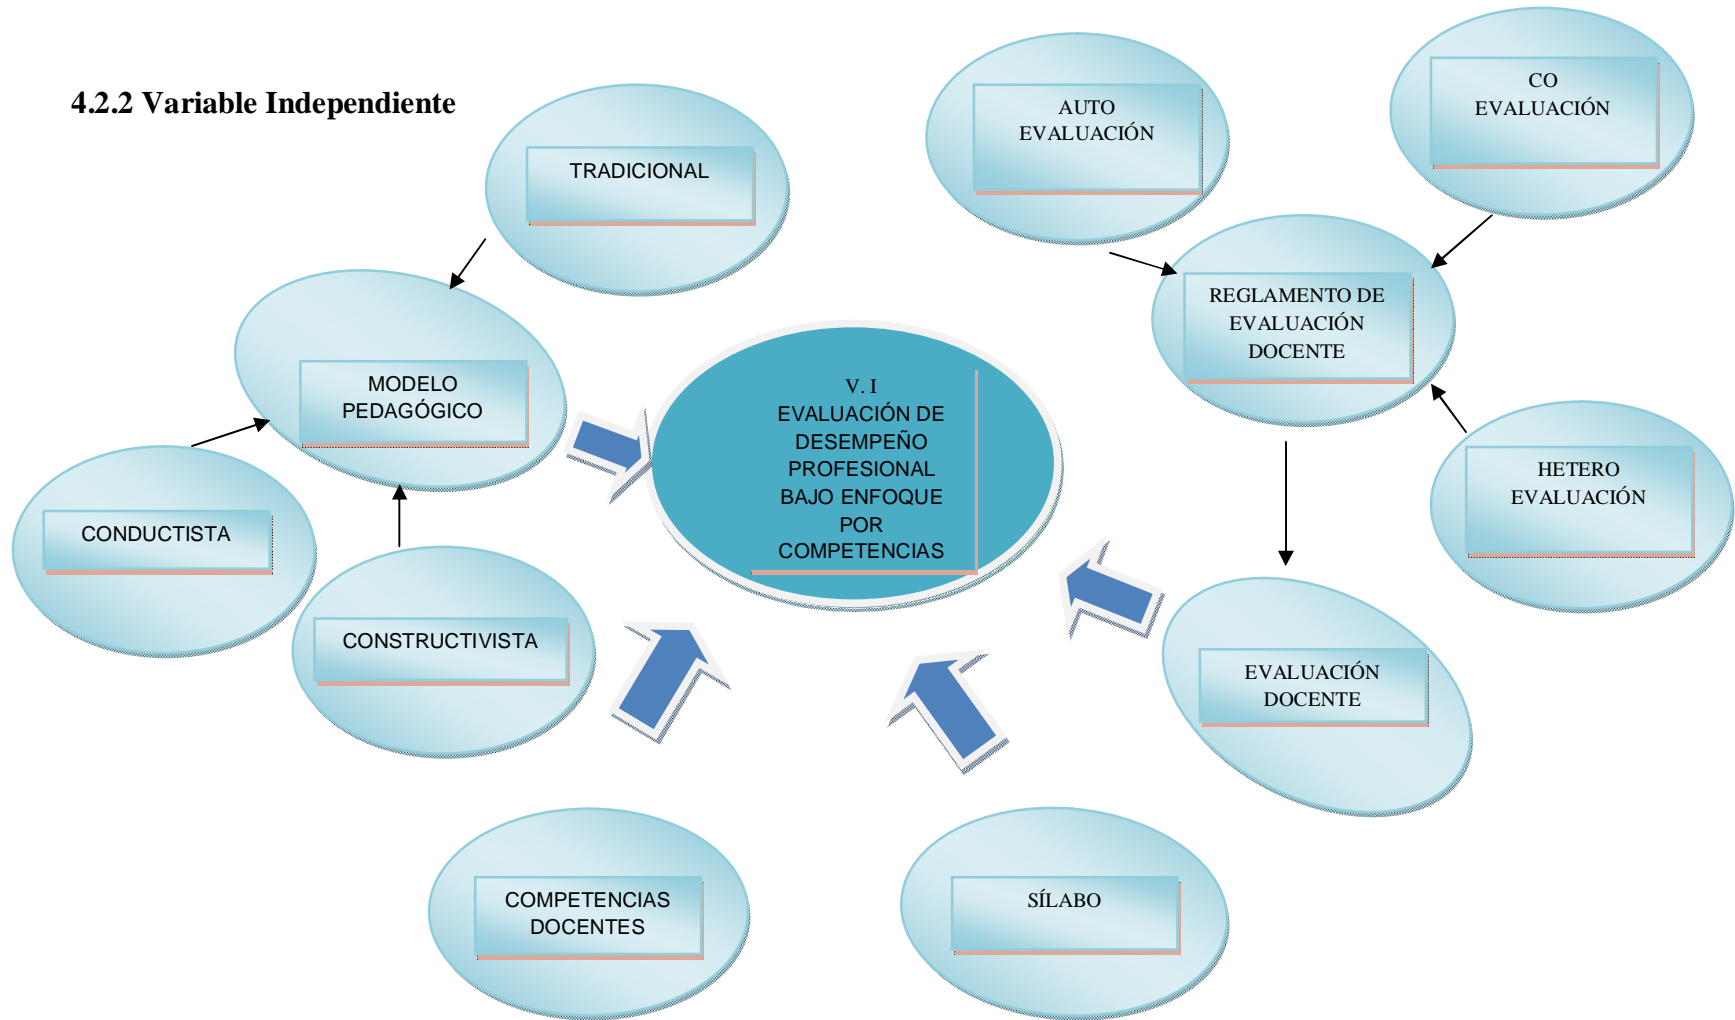 4.2.2 Variable Independiente
TRADICIONAL
AUTO
EVALUACIÓN
CO
EVALUACIÓN
MODELO
PEDAGÓGICO
V. I
EVALUACIÓN DE
DESEMPEÑO
PROFESIONAL
BAJO ENFOQUE
POR
COMPETENCIAS
REGLAMENTO DE
EVALUACIÓN
DOCENTE
CONDUCTISTA
HETERO
EVALUACIÓN
CONSTRUCTIVISTA
EVALUACIÓN
DOCENTE
COMPETENCIAS
DOCENTES
SÍLABO